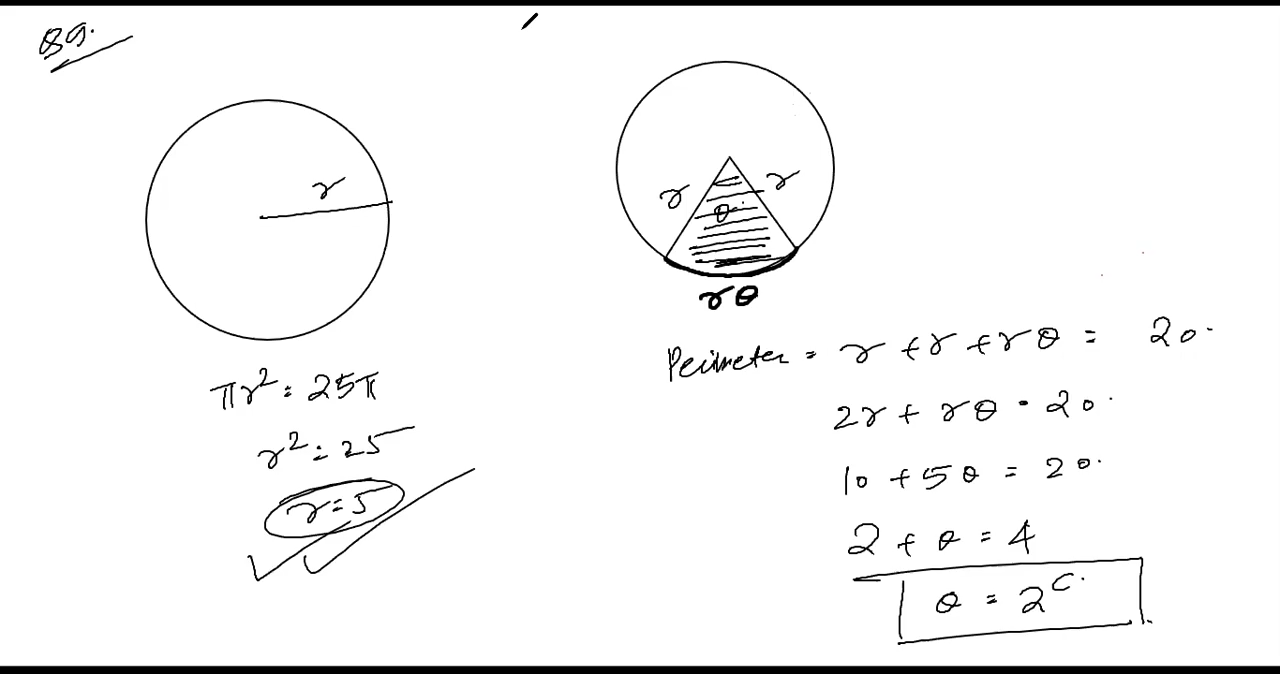 89.
r
πr² = 25π
r² = 25
r = 5
r r
θ
rθ
Perimeter = r + r + rθ = 20.
2r + rθ = 20.
10 + 5θ = 20.
2 + θ = 4
θ = 2ᶜ.